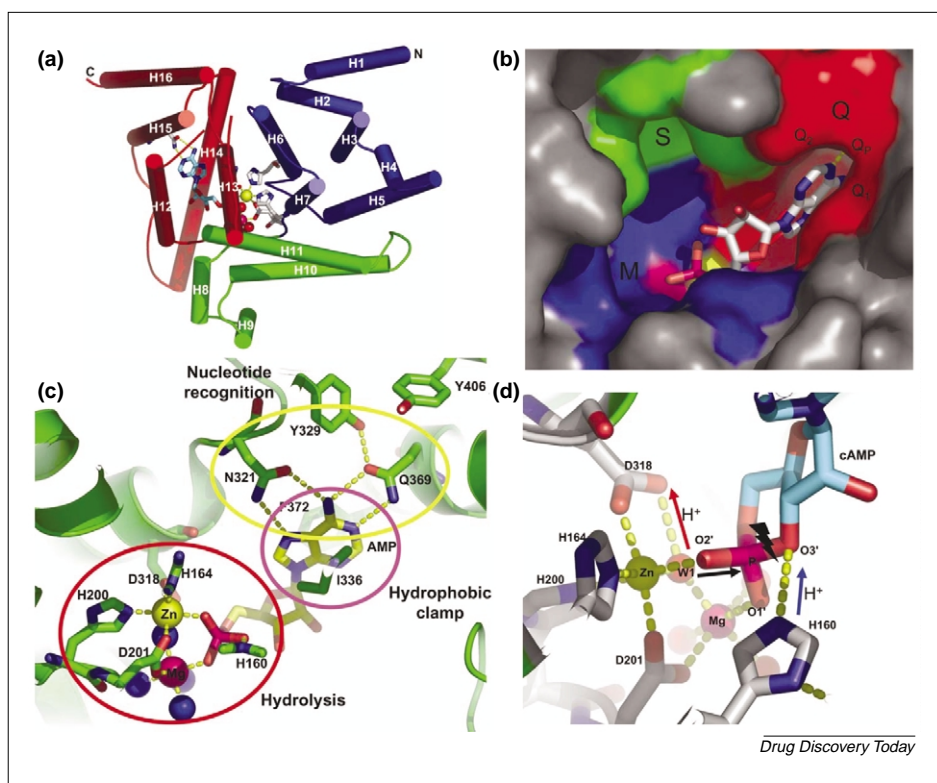 (a)
C
N
H16
H1
H2
H15
H6
H3
H14
H4
H13
H12
H7
H5
H11
H10
H8
H9
(b)
Q
S
M
(c)
Nucleotide
recognition
Y406
Y329
N321
Q369
AMP
I336
D318
H164
H200
Zn
Hydrophobic
clamp
D201
Mg
H160
Hydrolysis
(d)
D318
cAMP
H+
H164
O2'
O3'
Zn
W1
P
H200
Mg
O1'
H+
H160
D201
Drug Discovery Today